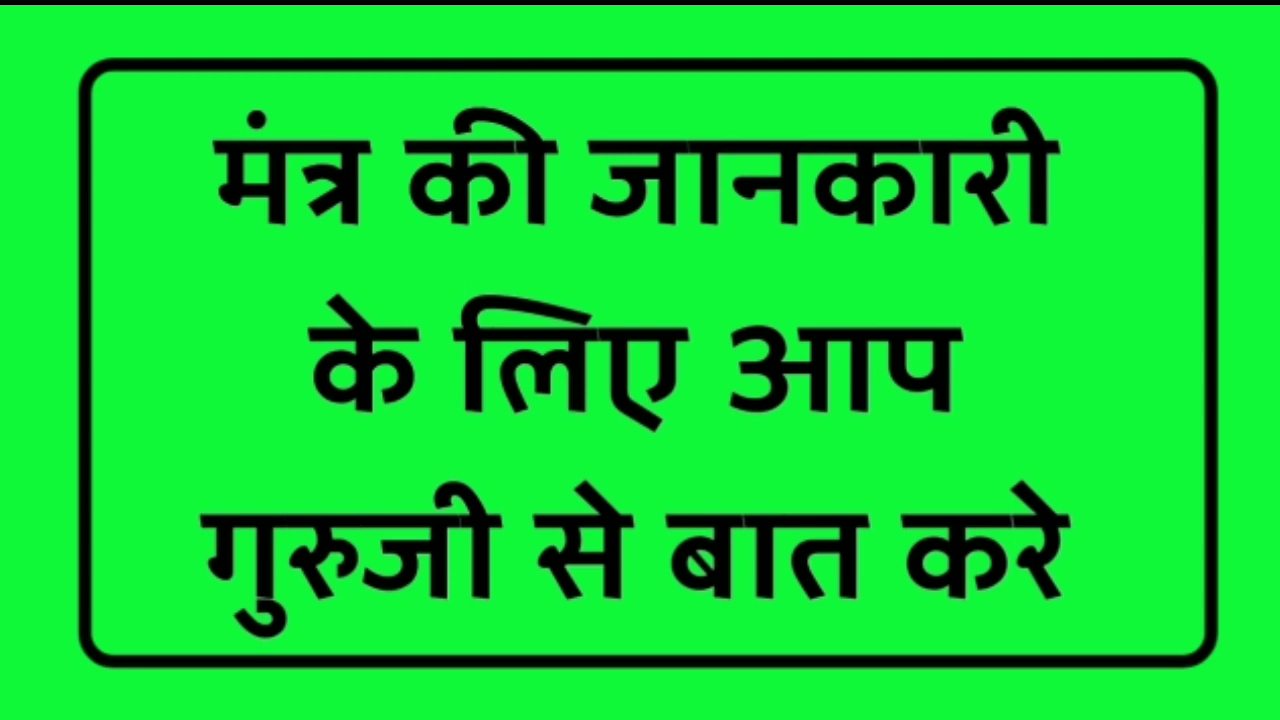 मंत्र की जानकारी
के लिए आप
गुरुजी से बात करे